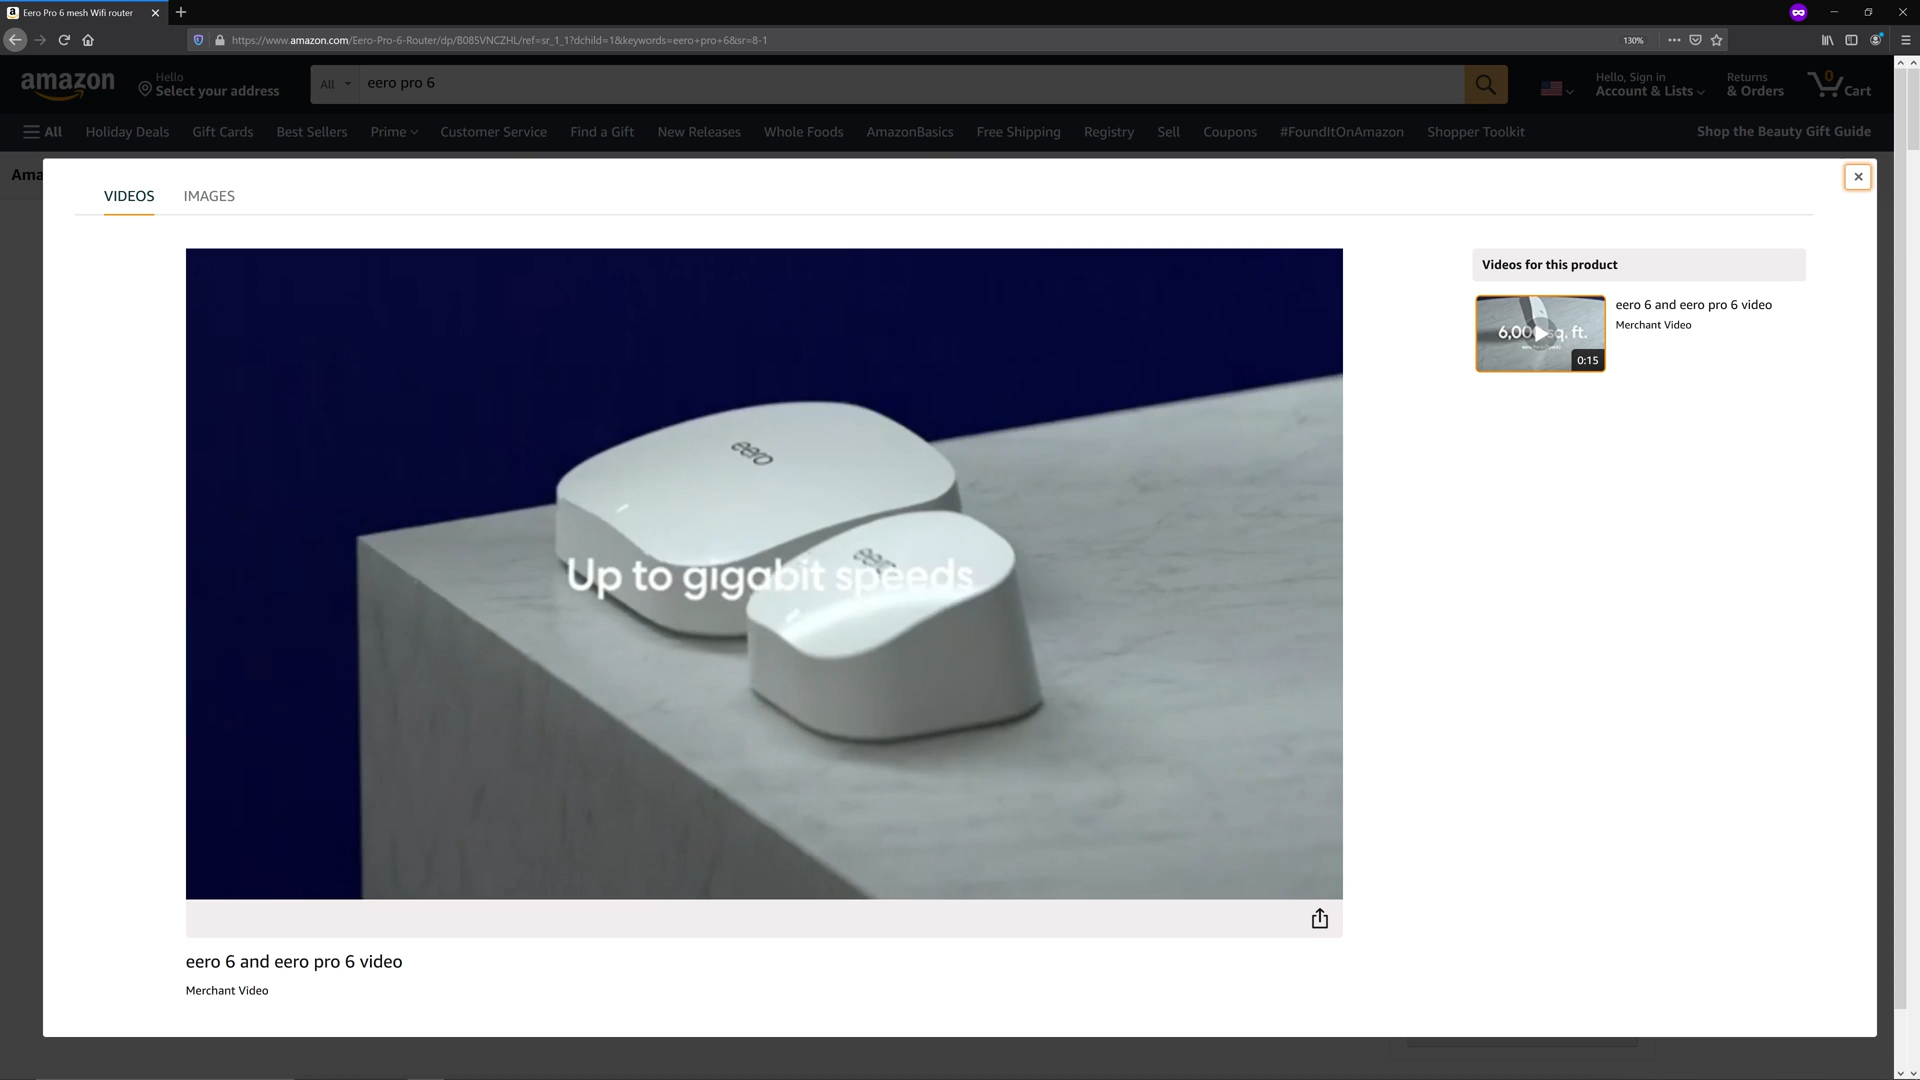 Eero Pro 6 mesh Wifi router
https://www.amazon.com/Eero-Pro-6-Router/dp/B085VNCZHL/ref=sr_1_1?dchild=1&keywords=eero+pro+6&sr=8-1
130%
amazon
Hello
Select your address
All
eero pro 6
Hello, Sign in
Account & Lists
Returns
& Orders
0
Cart
All
Holiday Deals
Gift Cards
Best Sellers
Prime
Customer Service
Find a Gift
New Releases
Whole Foods
AmazonBasics
Free Shipping
Registry
Sell
Coupons
#FoundItOnAmazon
Shopper Toolkit
Shop the Beauty Gift Guide
Ama
VIDEOS
IMAGES
eero
eero
Up to gigabit speeds
Videos for this product
6,000 sq. ft.
0:15
eero 6 and eero pro 6 video
Merchant Video
eero 6 and eero pro 6 video
Merchant Video